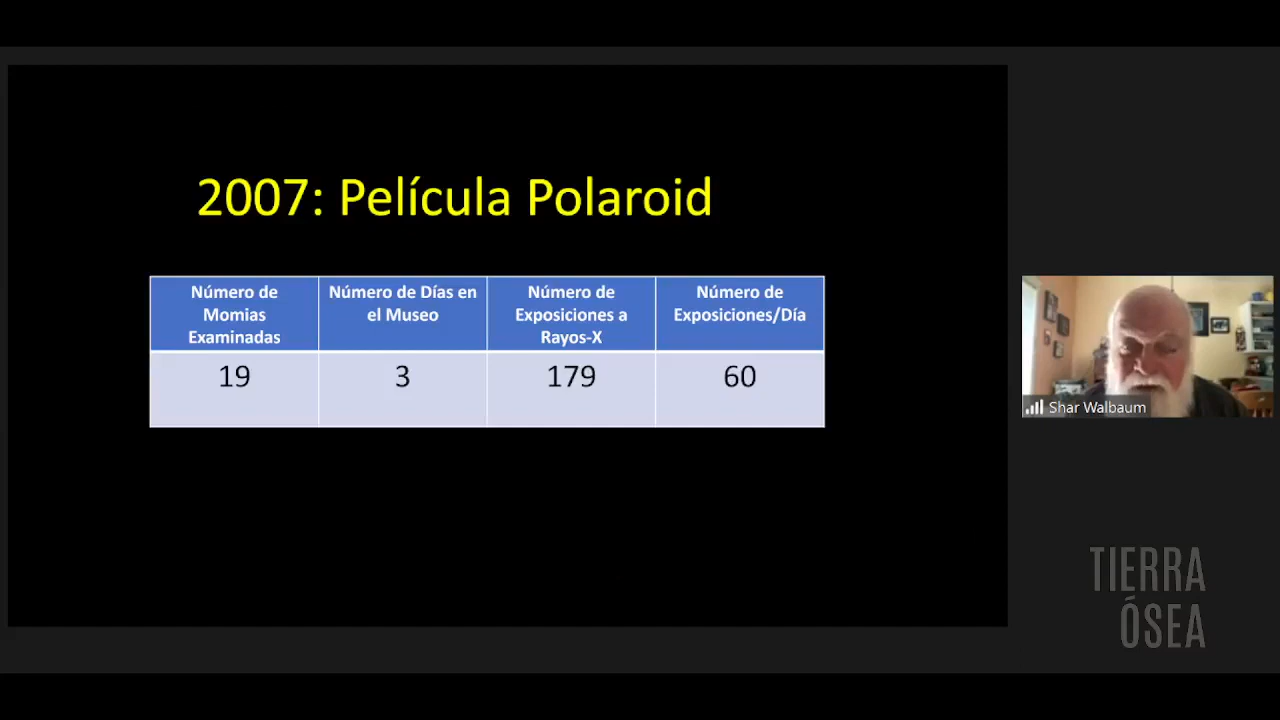 2007: Película Polaroid
Número de
Momias
Examinadas
Número de Días en
el Museo
Número de
Exposiciones a
Rayos-X
Número de
Exposiciones/Día
19
3
179
60
Shar Walbaum
TIERRA
ÓSEA